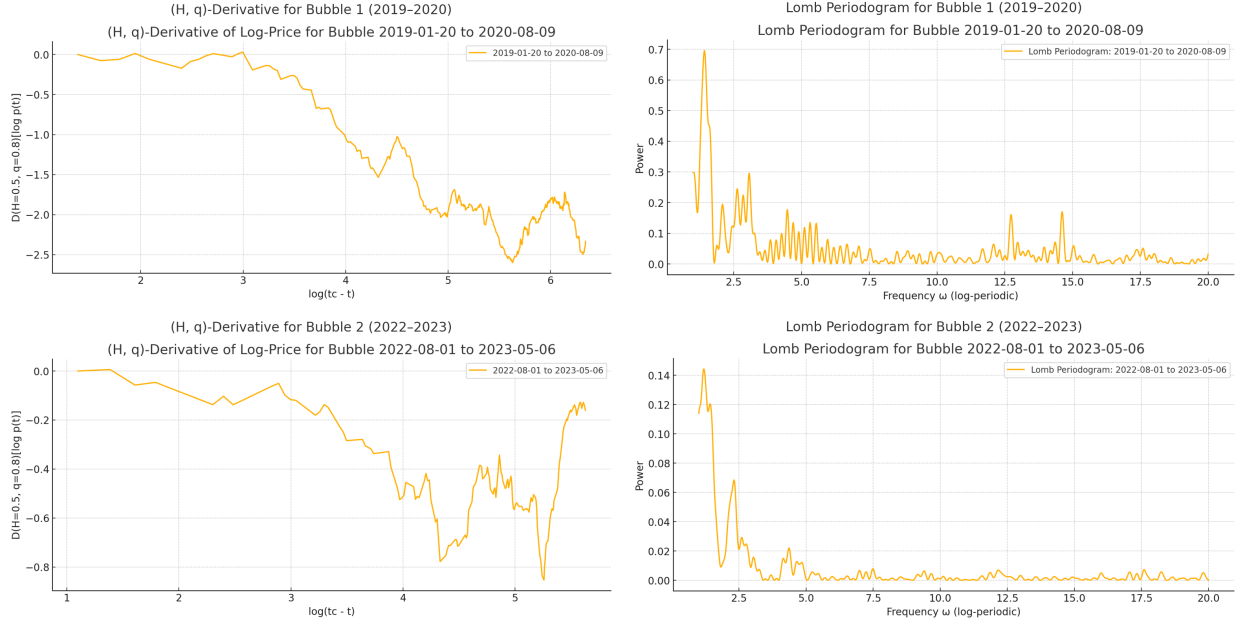 (H, q)-Derivative for Bubble 1 (2019–2020)
(H, q)-Derivative of Log-Price for Bubble 2019-01-20 to 2020-08-09
2019-01-20 to 2020-08-09
D(H=0.5, q=0.8)[log p(t)]
0.0
−0.5
−1.0
−1.5
−2.0
−2.5
2 3 4 5 6
log(tc - t)
Lomb Periodogram for Bubble 1 (2019–2020)
Lomb Periodogram for Bubble 2019-01-20 to 2020-08-09
Lomb Periodogram: 2019-01-20 to 2020-08-09
Power
0.7
0.6
0.5
0.4
0.3
0.2
0.1
0.0
2.5 5.0 7.5 10.0 12.5 15.0 17.5 20.0
Frequency ω (log-periodic)
(H, q)-Derivative for Bubble 2 (2022–2023)
(H, q)-Derivative of Log-Price for Bubble 2022-08-01 to 2023-05-06
2022-08-01 to 2023-05-06
D(H=0.5, q=0.8)[log p(t)]
0.0
−0.2
−0.4
−0.6
−0.8
1 2 3 4 5
log(tc - t)
Lomb Periodogram for Bubble 2 (2022–2023)
Lomb Periodogram for Bubble 2022-08-01 to 2023-05-06
Lomb Periodogram: 2022-08-01 to 2023-05-06
Power
0.14
0.12
0.10
0.08
0.06
0.04
0.02
0.00
2.5 5.0 7.5 10.0 12.5 15.0 17.5 20.0
Frequency ω (log-periodic)